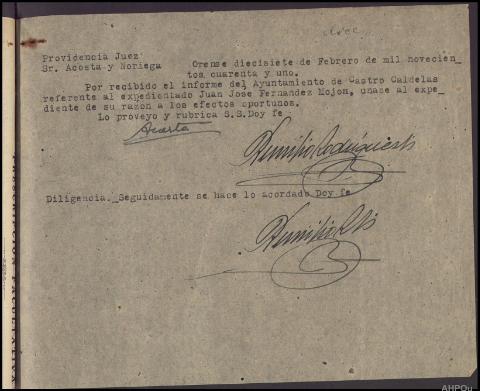 Providencia Juez
Sr. Acosta y Noriega    Orense diecisiete de Febrero de mil novecien_
tos cuarenta y uno.
Por recibido el informe del Ayuntamiento de Castro Caldelas
referente al expedientado Juan Jose Fernandez Mojon, unase al expe_
diente de su razon a los efectos oportunos.
Lo proveyo y rubrica S.S.Doy fe
Acosta
Diligencia._Seguidamente se hace lo acordado Doy fe
AHPOu